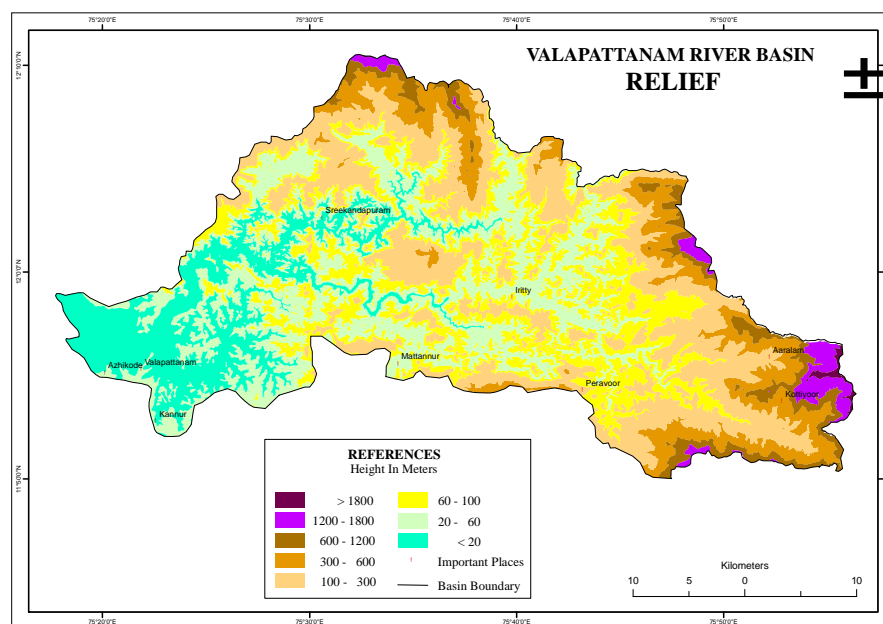 75°20'0"E 75°30'0"E 75°40'0"E 75°50'0"E
VALAPATTANAM RIVER BASIN
RELIEF
12°10'0"N
Sreekandapuram
12°0'0"N
Iritty
Aaralam
Mattannur
Azhikode Valapattanam
Peravoor
Kottiyoor
Kannur
11°50'0"N
REFERENCES
Height In Meters
> 1800 60 - 100
1200 - 1800 20 - 60
600 - 1200 < 20
300 - 600 Important Places
100 - 300 Basin Boundary
Kilometers
10 5 0 10
75°20'0"E 75°30'0"E 75°40'0"E 75°50'0"E